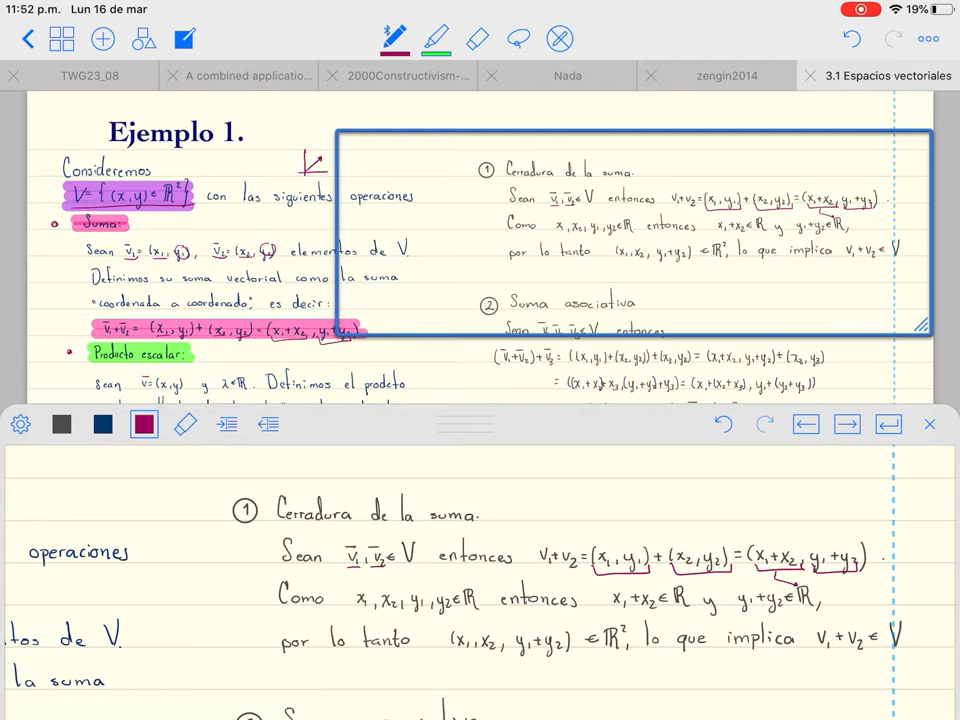 11:52 p.m. Lun 16 de mar
19%
TWG23_08
A combined applicatio...
2000Constructivism-...
Nada
zengin2014
3.1 Espacios vectoriales
Ejemplo 1.
Consideremos
V = { (x,y) ∈ ℝ² } con las siguientes operaciones
Suma:
Sean v̄₁ = (x₁, y₁), v̄₂ = (x₂, y₂) elementos de V.
Definimos su suma vectorial como la suma
"coordenada a coordenada", es decir:
v̄₁+v̄₂ = (x₁, y₁) + (x₂, y₂) = (x₁+x₂, y₁+y₂)
Producto escalar:
Sean v̄=(x,y) y λ∈ℝ. Definimos el prodcto
① Cerradura de la suma.
Sean v̄₁, v̄₂ ∈ V entonces v₁+v₂ = (x₁, y₁) + (x₂, y₂) = (x₁+x₂, y₁+y₂).
Como x₁, x₂, y₁, y₂ ∈ ℝ entonces x₁+x₂ ∈ ℝ y y₁+y₂ ∈ ℝ,
por lo tanto (x₁,x₂, y₁+y₂) ∈ ℝ², lo que implica v₁+v₂ ∈ V
② Suma asociativa
Sean v̄₁, v̄₂, v̄₃ ∈ V entonces
(v̄₁+v̄₂)+v̄₃ = ((x₁,y₁)+(x₂,y₂))+(x₃,y₃) = (x₁+x₂, y₁+y₂) + (x₃, y₃)
= ((x₁+x₂)+x₃, (y₁+y₂)+y₃) = (x₁+(x₂+x₃), y₁+(y₂+y₃))
① Cerradura de la suma.
operaciones
Sean v̄₁, v̄₂ ∈ V entonces v₁+v₂ = (x₁, y₁) + (x₂, y₂) = (x₁+x₂, y₁+y₂).
Como x₁, x₂, y₁, y₂ ∈ ℝ entonces x₁+x₂ ∈ ℝ y y₁+y₂ ∈ ℝ,
tos de V.
por lo tanto (x₁,x₂, y₁+y₂) ∈ ℝ², lo que implica v₁+v₂ ∈ V
la suma